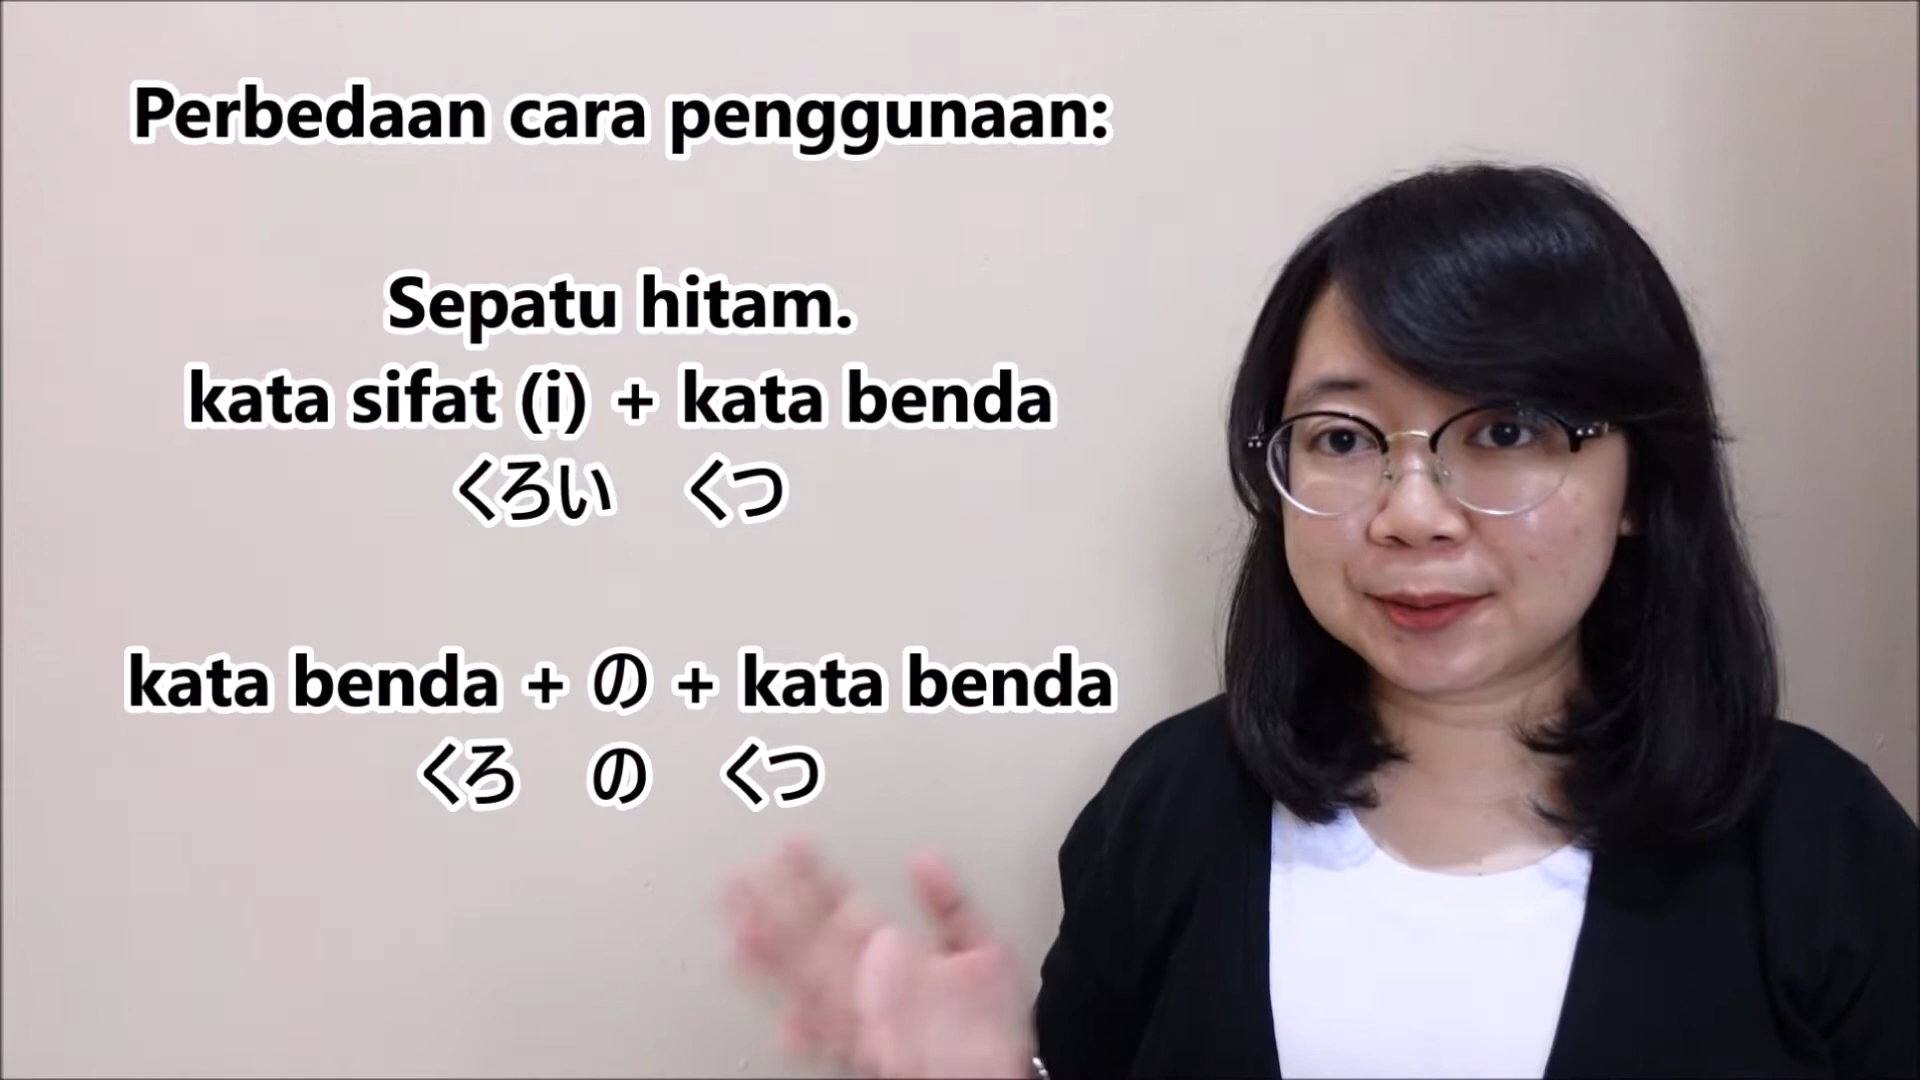 Perbedaan cara penggunaan:
Sepatu hitam.
kata sifat (i) + kata benda
くろい　くつ
kata benda + の + kata benda
くろ　の　くつ